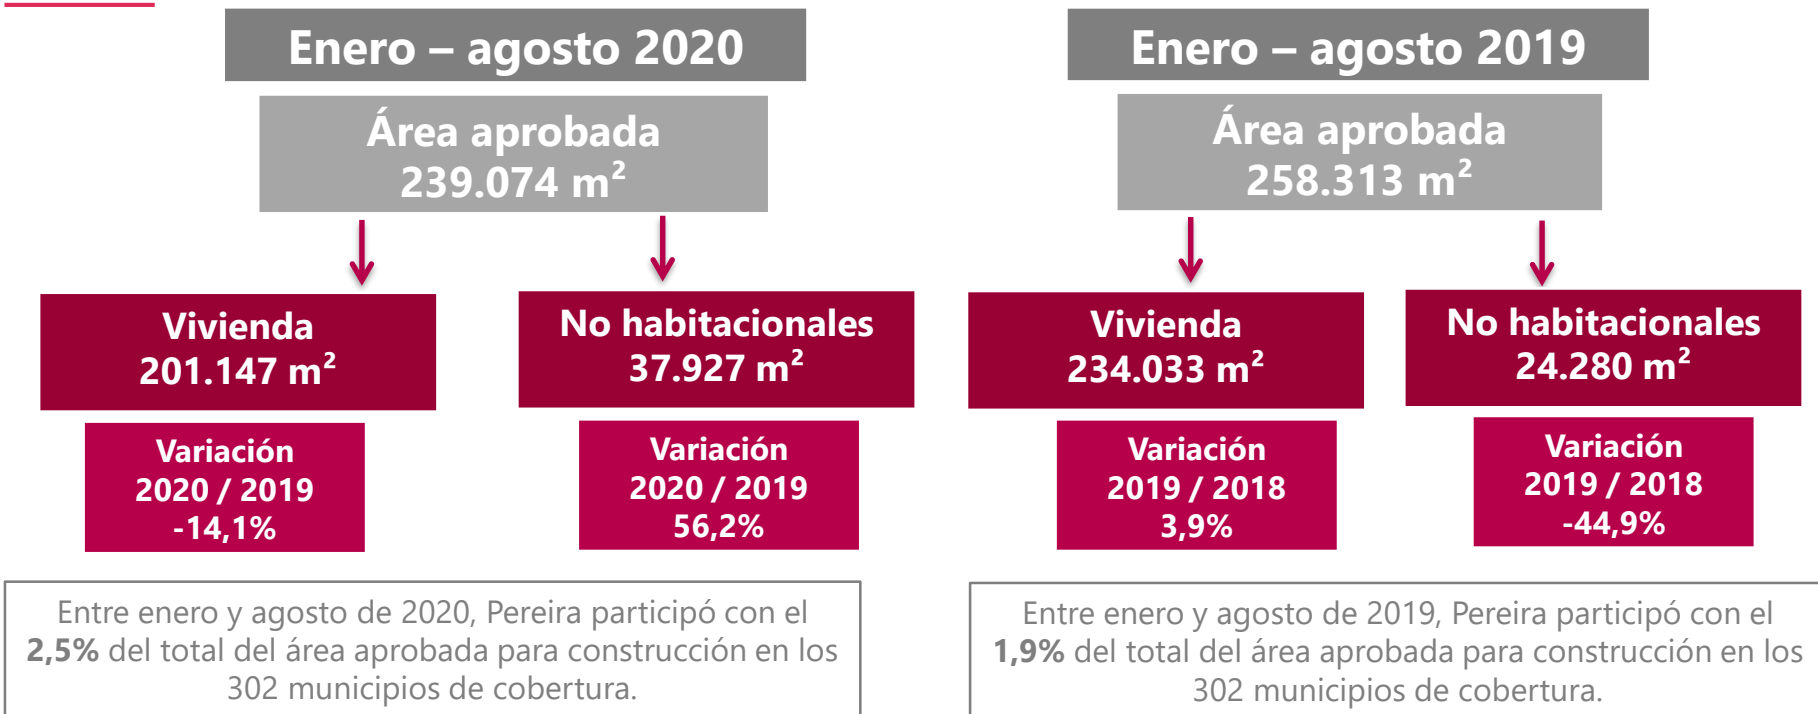 Enero – agosto 2020
Área aprobada
239.074 m²
Vivienda
201.147 m²
No habitacionales
37.927 m²
Variación
2020 / 2019
-14,1%
Variación
2020 / 2019
56,2%
Entre enero y agosto de 2020, Pereira participó con el
2,5% del total del área aprobada para construcción en los
302 municipios de cobertura.
Enero – agosto 2019
Área aprobada
258.313 m²
Vivienda
234.033 m²
No habitacionales
24.280 m²
Variación
2019 / 2018
3,9%
Variación
2019 / 2018
-44,9%
Entre enero y agosto de 2019, Pereira participó con el
1,9% del total del área aprobada para construcción en los
302 municipios de cobertura.